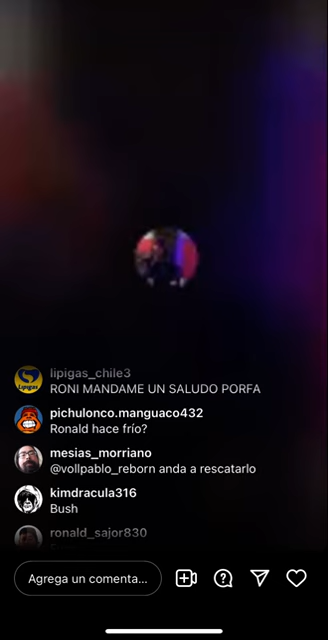 lipigas_chile3
RONI MANDAME UN SALUDO PORFA
pichulonco.manguaco432
Ronald hace frío?
mesias_morriano
@vollpablo_reborn anda a rescatarlo
kimdracula316
Bush
ronald_sajor830
Agrega un comenta...